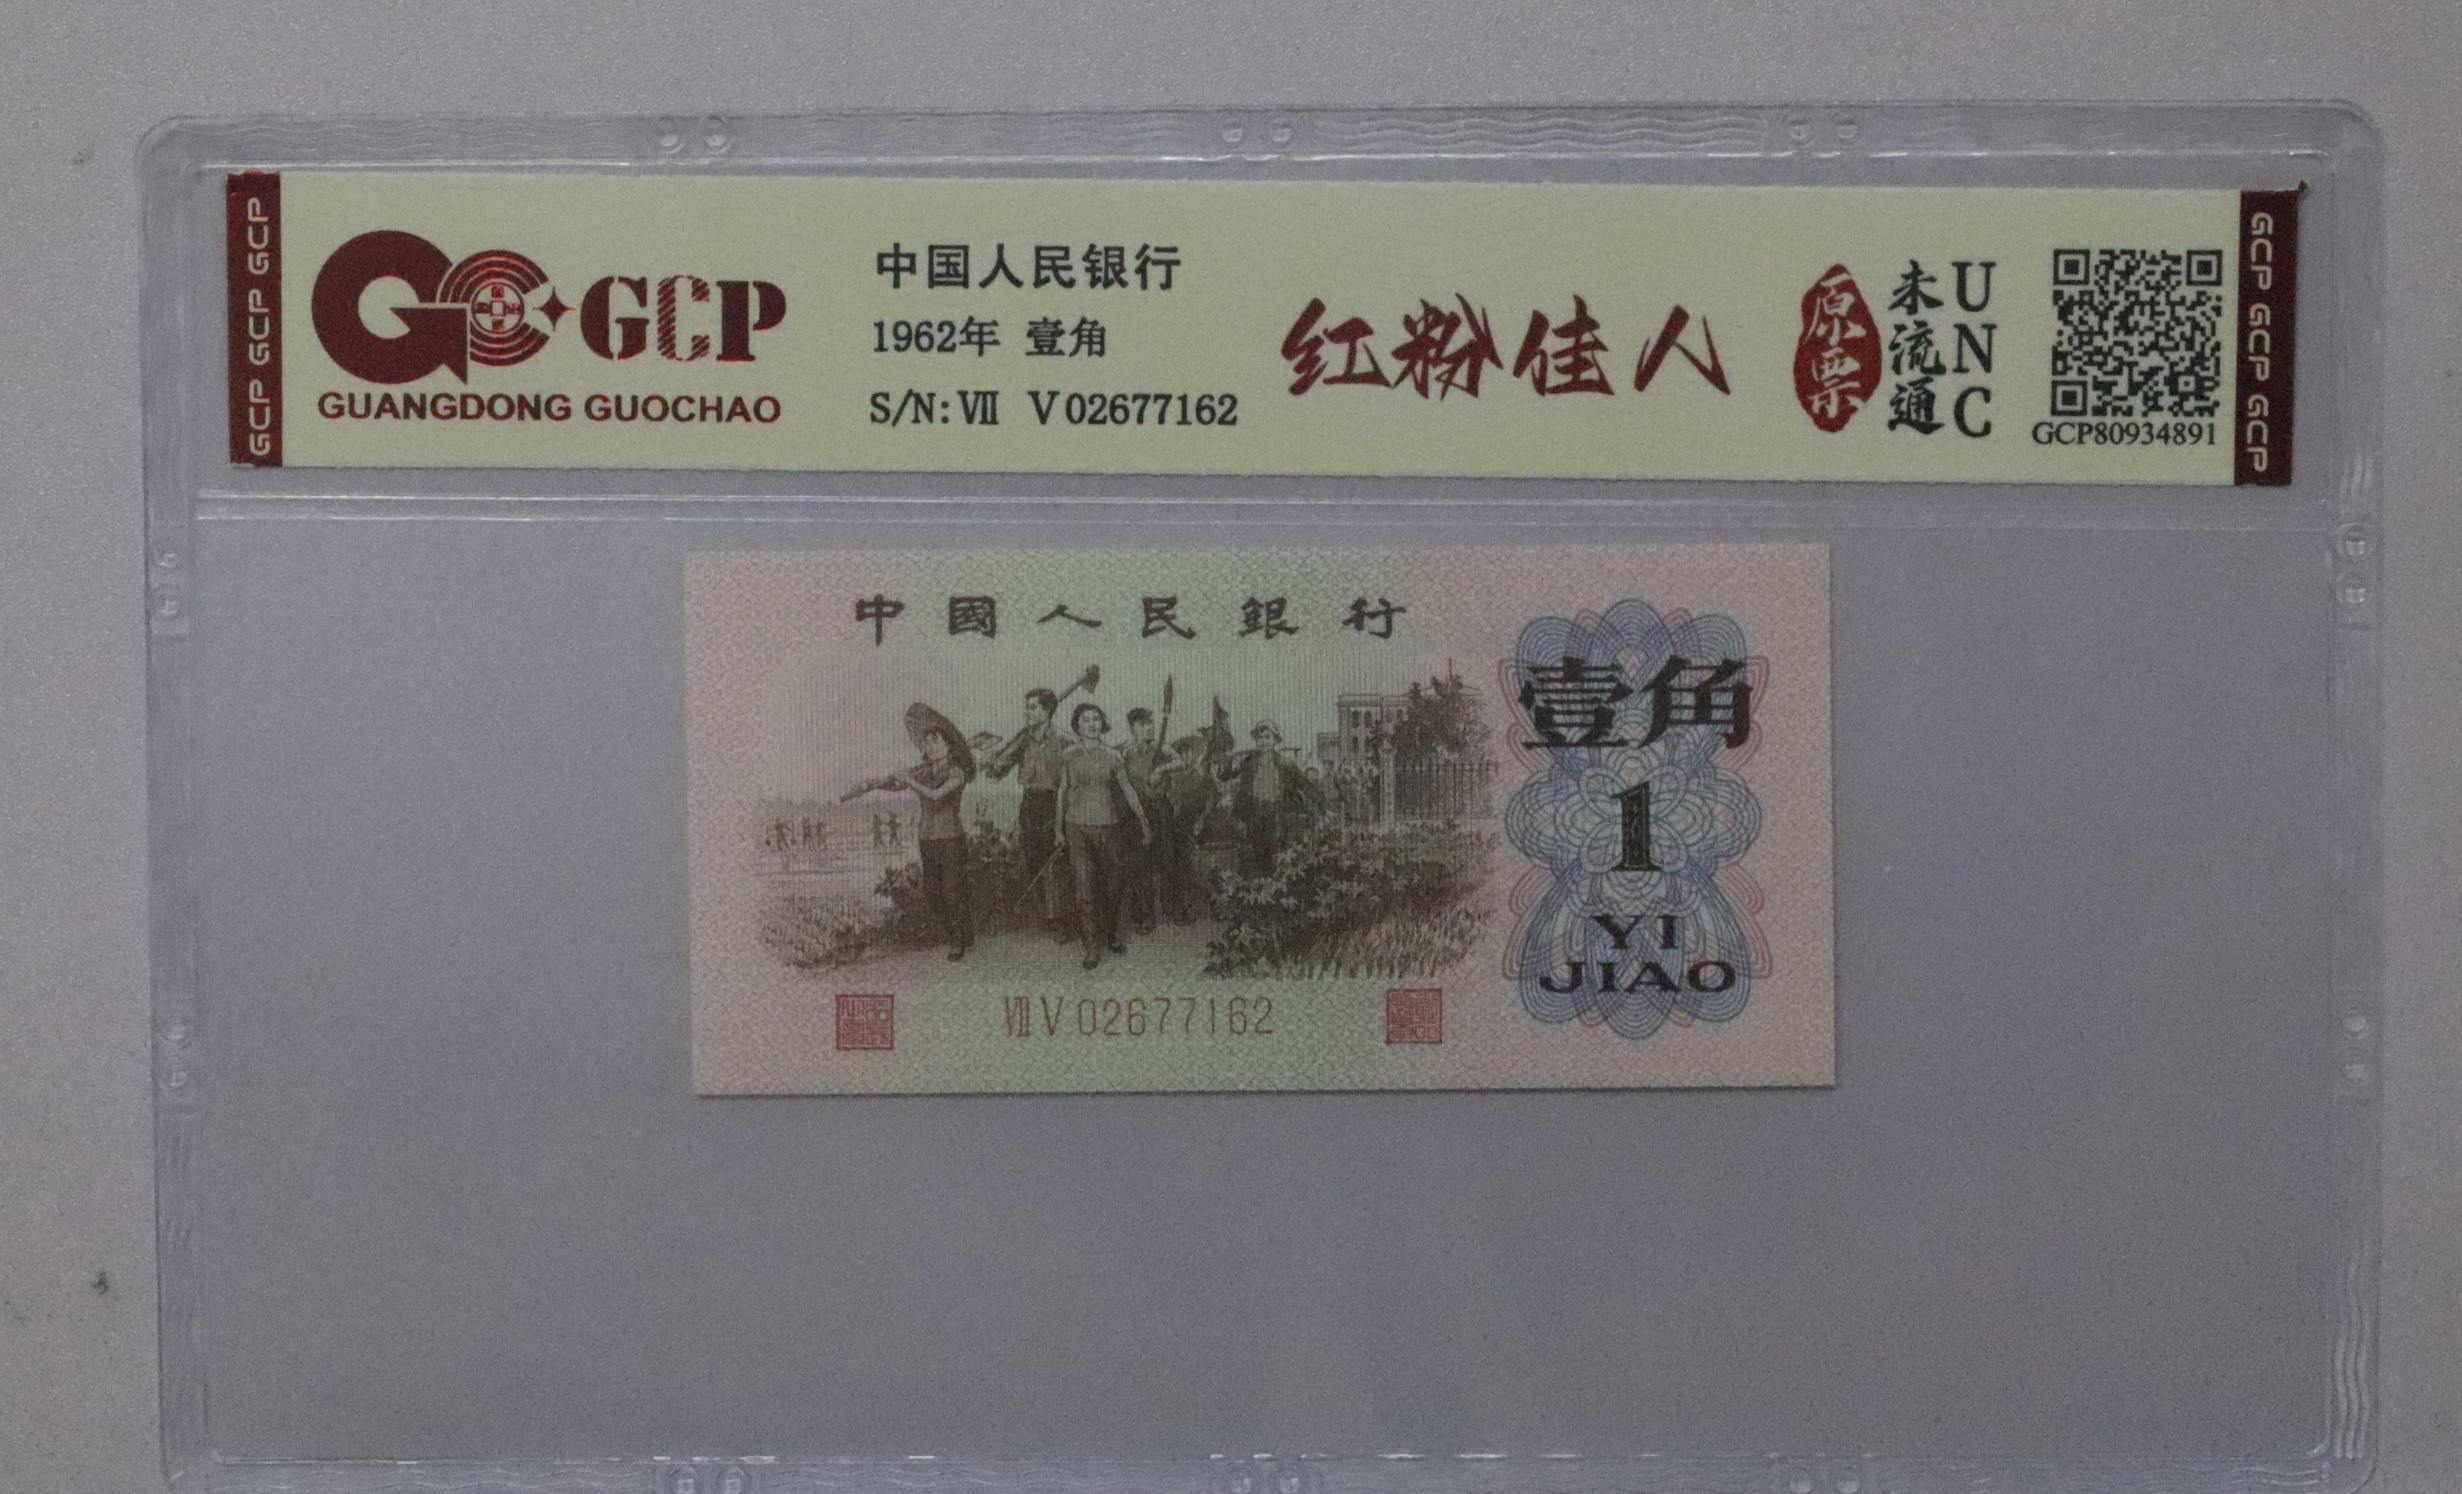 GCP GCP GCP
GCP
GUANGDONG GUOCHAO
中国人民银行
1962年 壹角
S/N: Ⅶ V 02677162
红粉佳人
原票
未流通
UNC
GCP80934891
GCP GCP GCP
中國人民銀行
壹角
1
YI
JIAO
V 02677162